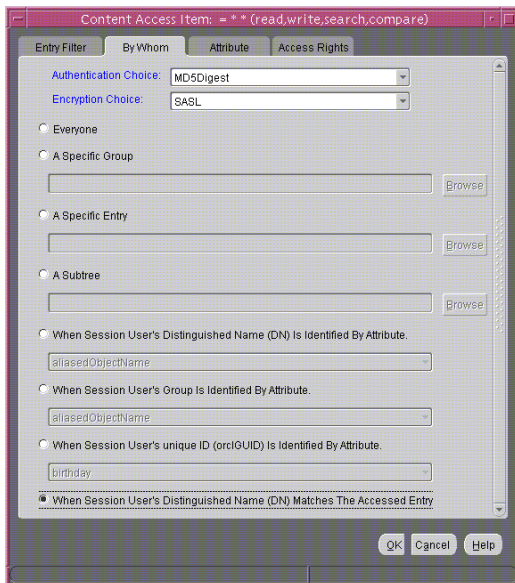 Content Access Item: = * * (read,write,search,compare)
Entry Filter By Whom Attribute Access Rights
Authentication Choice: MD5Digest
Encryption Choice: SASL
Everyone
A Specific Group
Browse
A Specific Entry
Browse
A Subtree
Browse
When Session User's Distinguished Name (DN) Is Identified By Attribute.
aliasedObjectName
When Session User's Group Is Identified By Attribute.
aliasedObjectName
When Session User's unique ID (orclGUID) Is Identified By Attribute.
birthday
When Session User's Distinguished Name (DN) Matches The Accessed Entry
OK Cancel Help